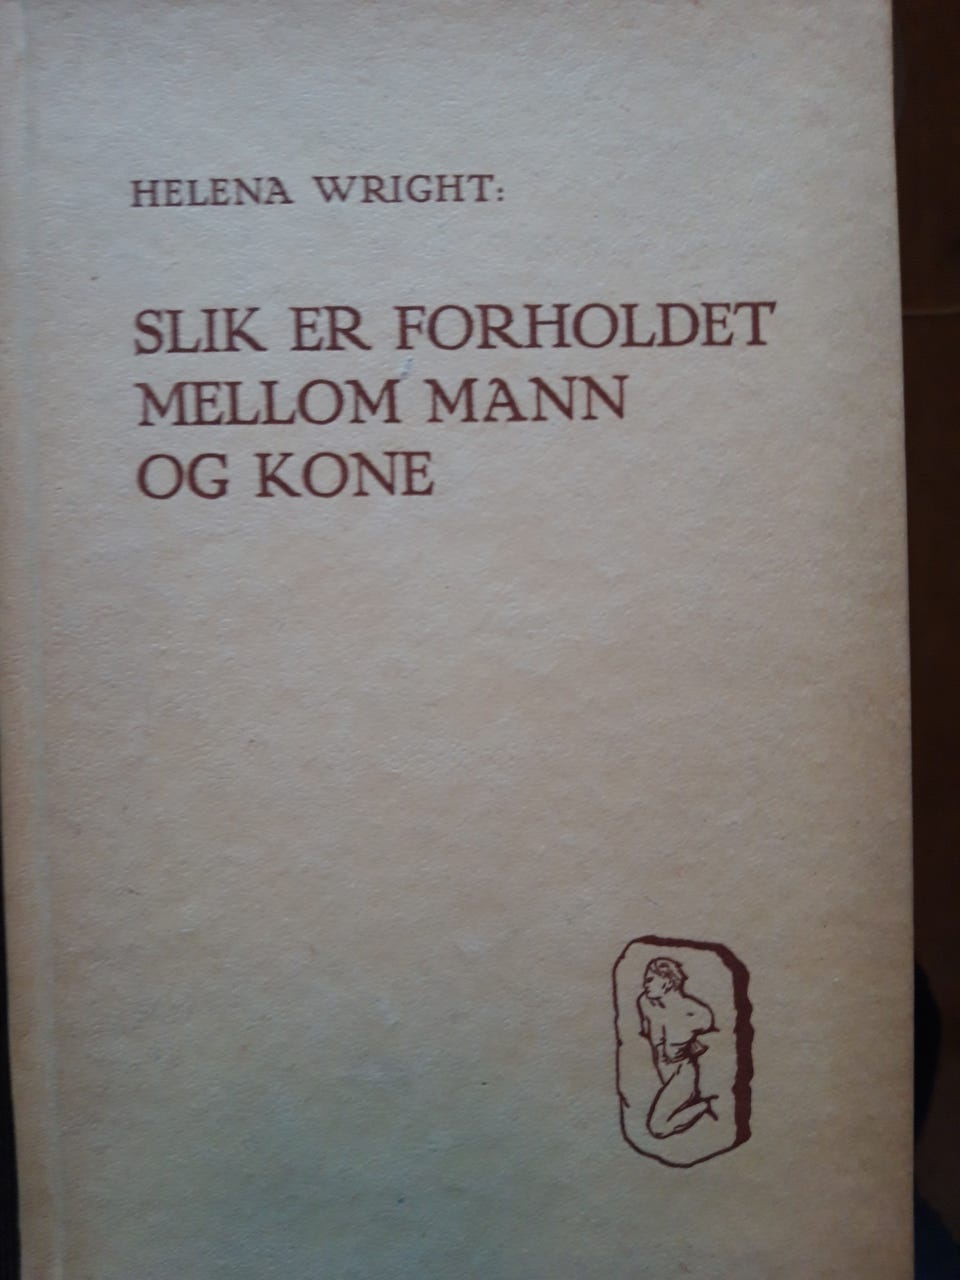 HELENA WRIGHT:
SLIK ER FORHOLDET
MELLOM MANN
OG KONE